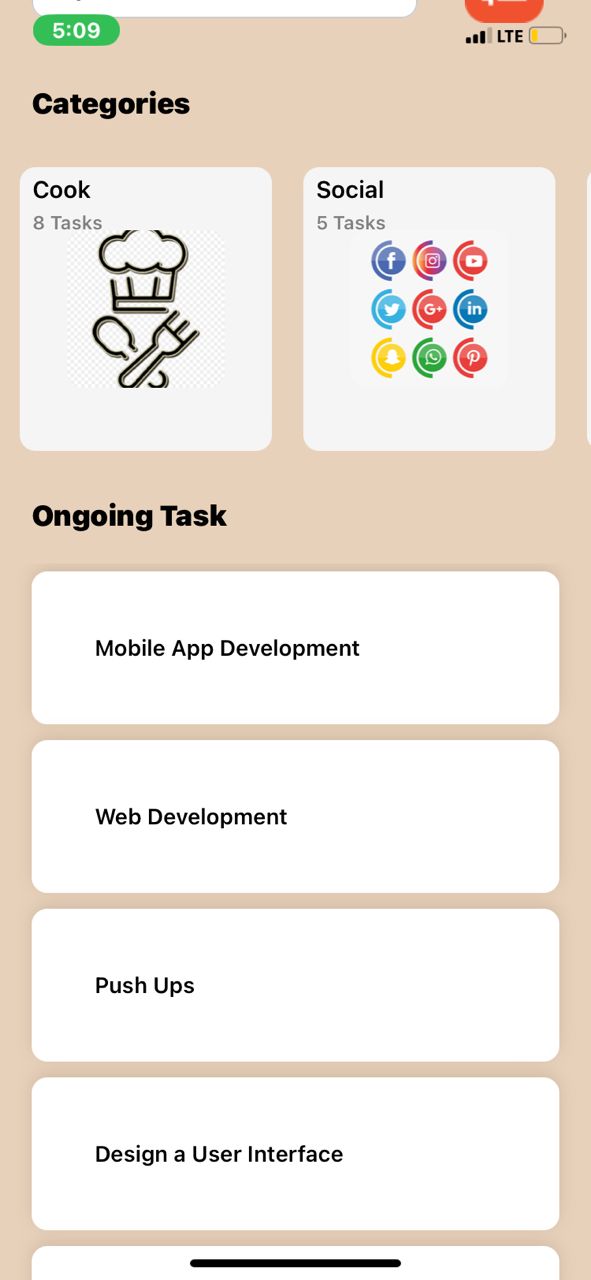 5:09
LTE
Categories
Cook
8 Tasks
Social
5 Tasks
f
G+
in
Ongoing Task
Mobile App Development
Web Development
Push Ups
Design a User Interface